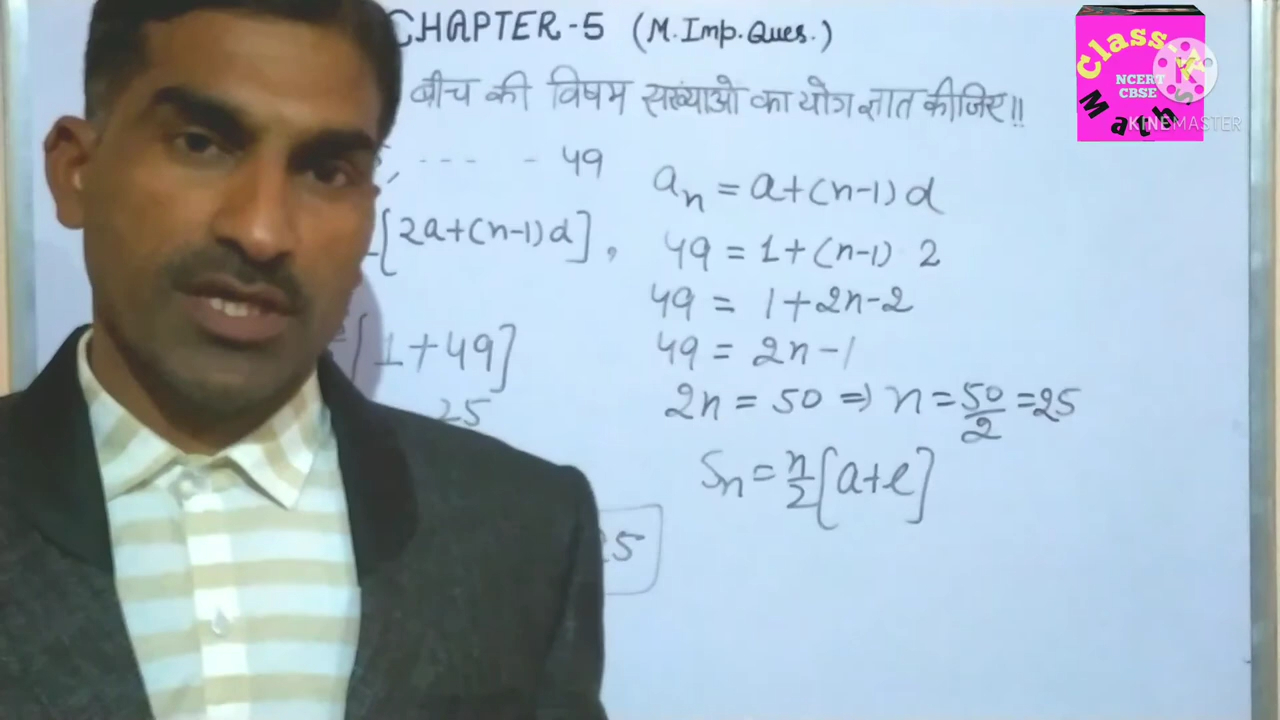 CHAPTER-5 (M.Imp.Ques.)
बीच की विषम संख्याओ का योग ज्ञात कीजिए!!
, - - - - - 49
[2a+(n-1)d],
[1+49]
25
25
an = a+(n-1) d
49 = 1+(n-1) 2
49 = 1+2n-2
49 = 2n-1
2n = 50 => n = 50/2 = 25
Sn = n/2 [a+l]
Class X
NCERT
CBSE
Maths
KINEMASTER